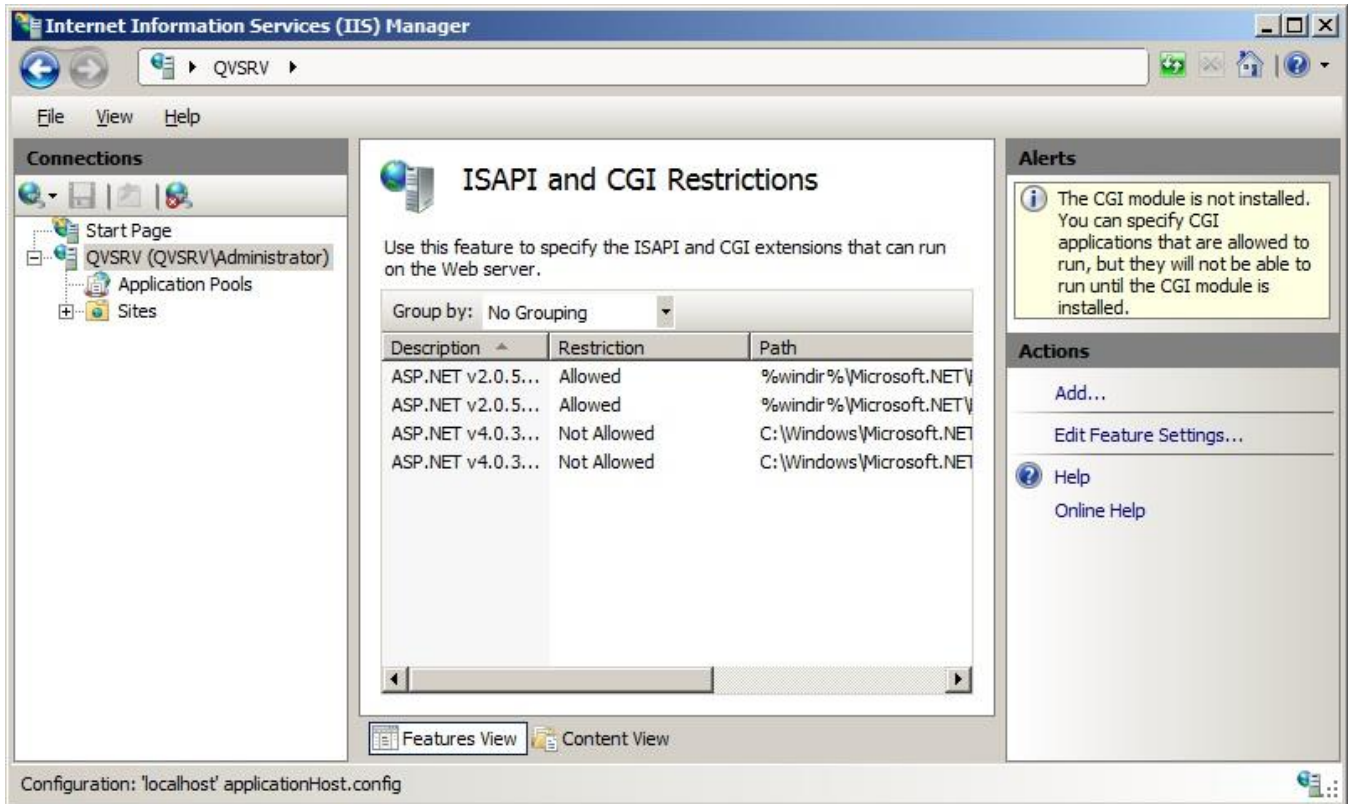 Internet Information Services (IIS) Manager
QVSRV
File View Help
Connections
Start Page
QVSRV (QVSRV\Administrator)
Application Pools
Sites
ISAPI and CGI Restrictions
Use this feature to specify the ISAPI and CGI extensions that can run
on the Web server.
Group by: No Grouping
Description Restriction Path
ASP.NET v2.0.5... Allowed %windir%\Microsoft.NET\
ASP.NET v2.0.5... Allowed %windir%\Microsoft.NET\
ASP.NET v4.0.3... Not Allowed C:\Windows\Microsoft.NET
ASP.NET v4.0.3... Not Allowed C:\Windows\Microsoft.NET
Features View Content View
Alerts
The CGI module is not installed.
You can specify CGI
applications that are allowed to
run, but they will not be able to
run until the CGI module is
installed.
Actions
Add...
Edit Feature Settings...
Help
Online Help
Configuration: 'localhost' applicationHost.config